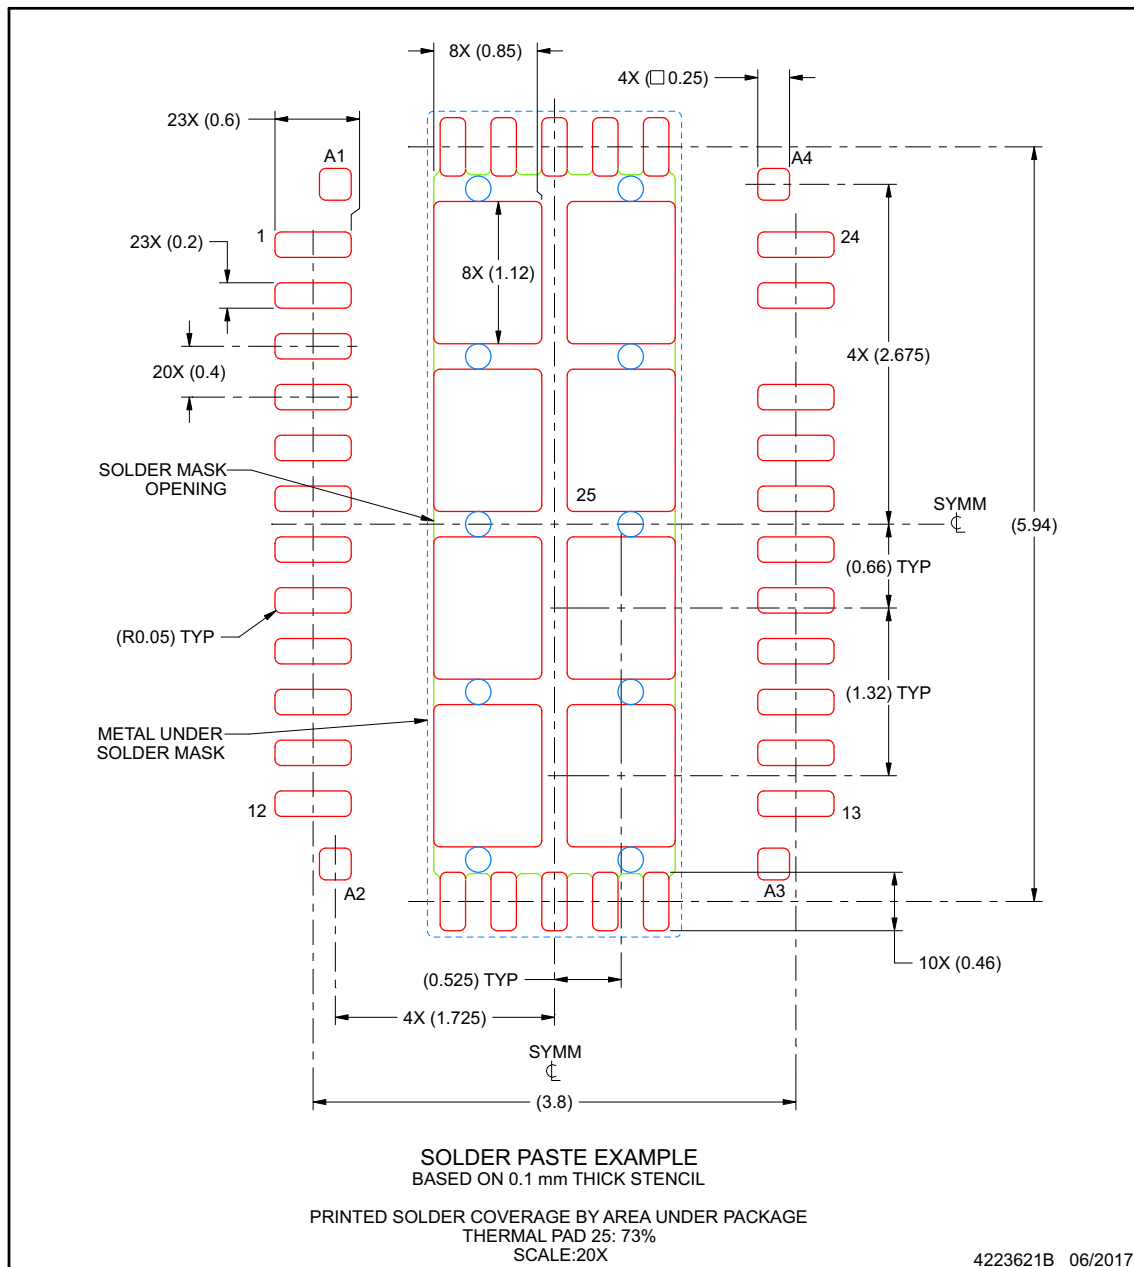 8X (0.85)
4X (□ 0.25)
23X (0.6)
A1
A4
1
24
23X (0.2)
8X (1.12)
4X (2.675)
20X (0.4)
SOLDER MASK
OPENING
25
SYMM
℄
(5.94)
(0.66) TYP
(R0.05) TYP
(1.32) TYP
METAL UNDER
SOLDER MASK
12
13
A2
A3
10X (0.46)
(0.525) TYP
4X (1.725)
SYMM
℄
(3.8)
SOLDER PASTE EXAMPLE
BASED ON 0.1 mm THICK STENCIL
PRINTED SOLDER COVERAGE BY AREA UNDER PACKAGE
THERMAL PAD 25: 73%
SCALE:20X
4223621B 06/2017